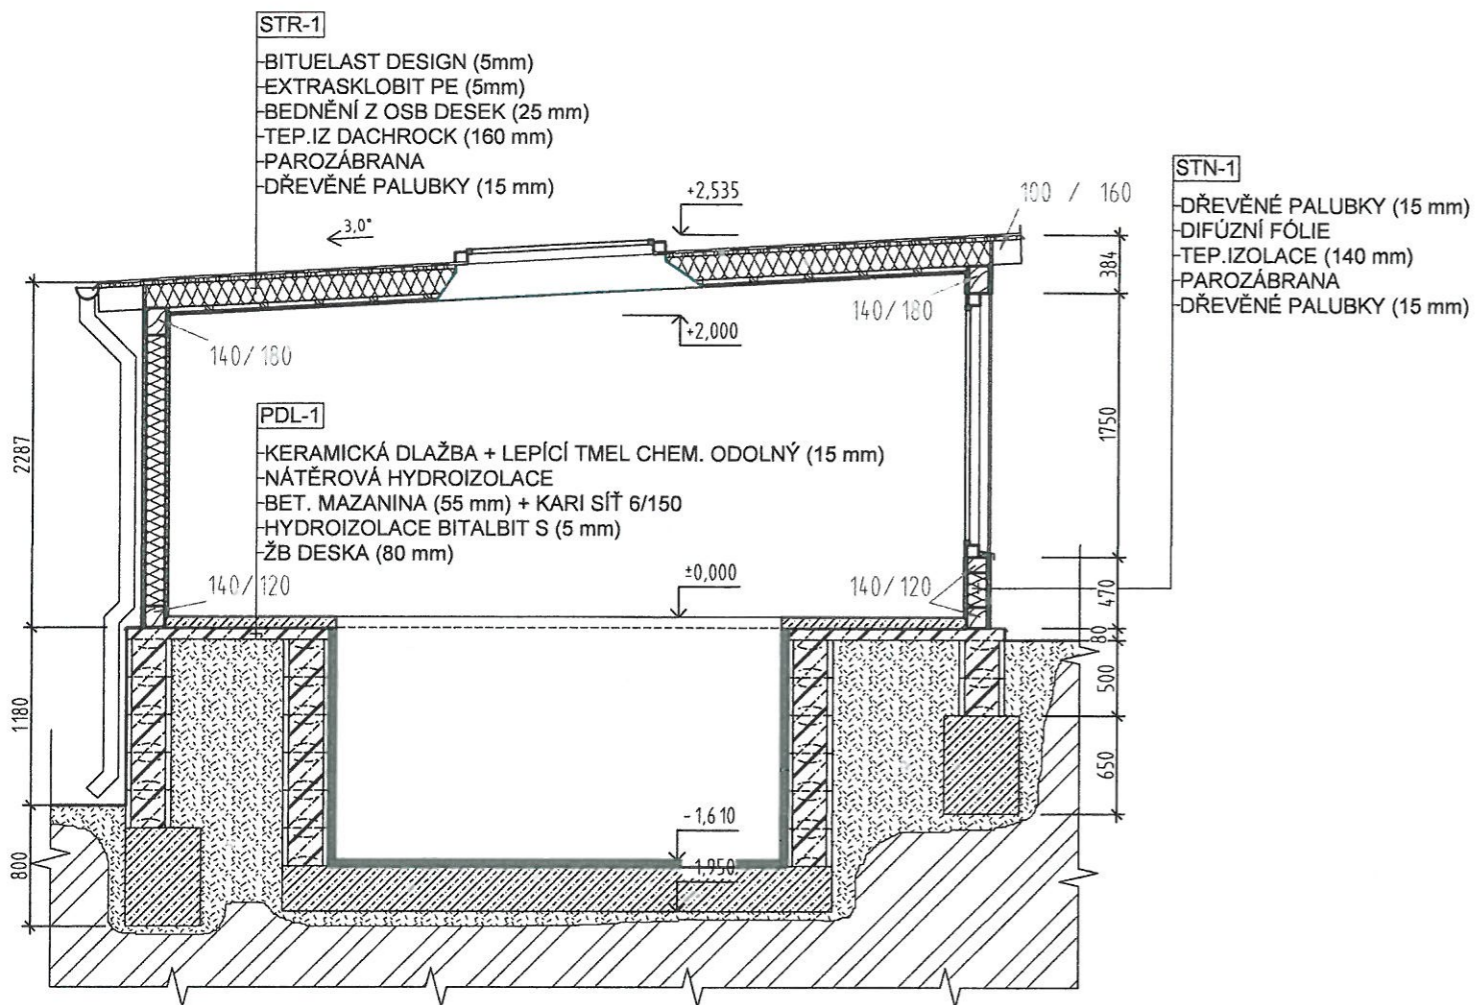 STR-1
BITUELAST DESIGN (5mm)
EXTRASKLOBIT PE (5mm)
BEDNĚNÍ Z OSB DESEK (25 mm)
TEP.IZ DACHROCK (160 mm)
PAROZÁBRANA
DŘEVĚNÉ PALUBKY (15 mm)
STN-1
DŘEVĚNÉ PALUBKY (15 mm)
DIFÚZNÍ FÓLIE
TEP.IZOLACE (140 mm)
PAROZÁBRANA
DŘEVĚNÉ PALUBKY (15 mm)
+2,535
100 / 160
3,0°
384
140/180
+2,000
140/180
2287
1750
PDL-1
KERAMICKÁ DLAŽBA + LEPÍCÍ TMEL CHEM. ODOLNÝ (15 mm)
NÁTĚROVÁ HYDROIZOLACE
BET. MAZANINA (55 mm) + KARI SÍŤ 6/150
HYDROIZOLACE BITALBIT S (5 mm)
ŽB DESKA (80 mm)
140/120
±0,000
140/120
470
80
500
1180
650
-1,610
800
-1,950